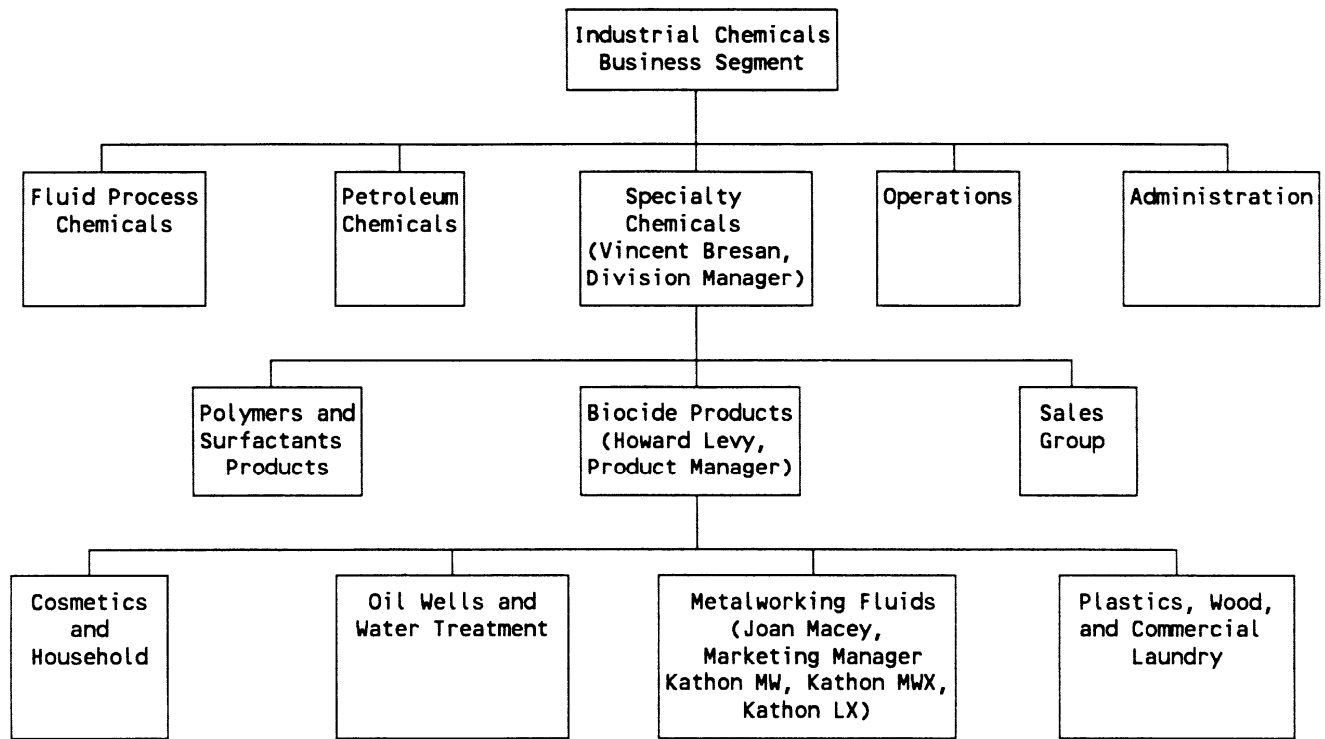 Industrial Chemicals
Business Segment
Fluid Process
Chemicals
Petroleum
Chemicals
Specialty
Chemicals
(Vincent Bresan,
Division Manager)
Operations
Administration
Polymers and
Surfactants
Products
Biocide Products
(Howard Levy,
Product Manager)
Sales
Group
Cosmetics
and
Household
Oil Wells and
Water Treatment
Metalworking Fluids
(Joan Macey,
Marketing Manager
Kathon MW, Kathon MWX,
Kathon LX)
Plastics, Wood,
and Commercial
Laundry